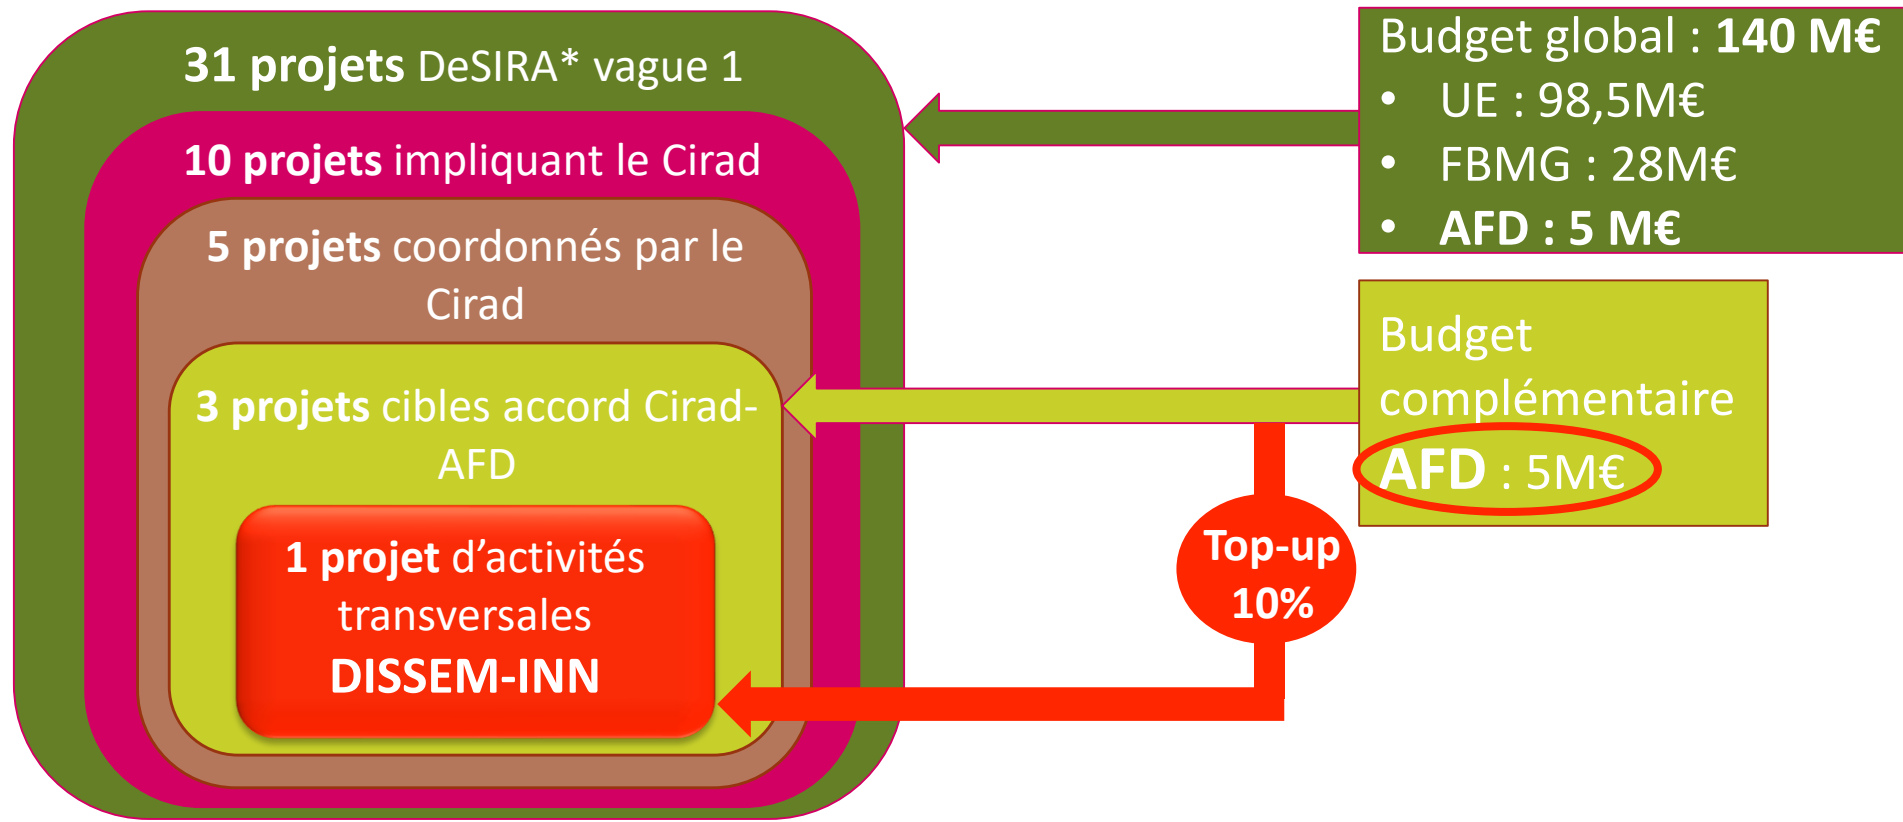 31 projets DeSIRA* vague 1
10 projets impliquant le Cirad
5 projets coordonnés par le
Cirad
3 projets cibles accord Cirad-
AFD
1 projet d’activités
transversales
DISSEM-INN
Budget global : 140 M€
• UE : 98,5M€
• FBMG : 28M€
• AFD : 5 M€
Budget
complémentaire
AFD : 5M€
Top-up
10%